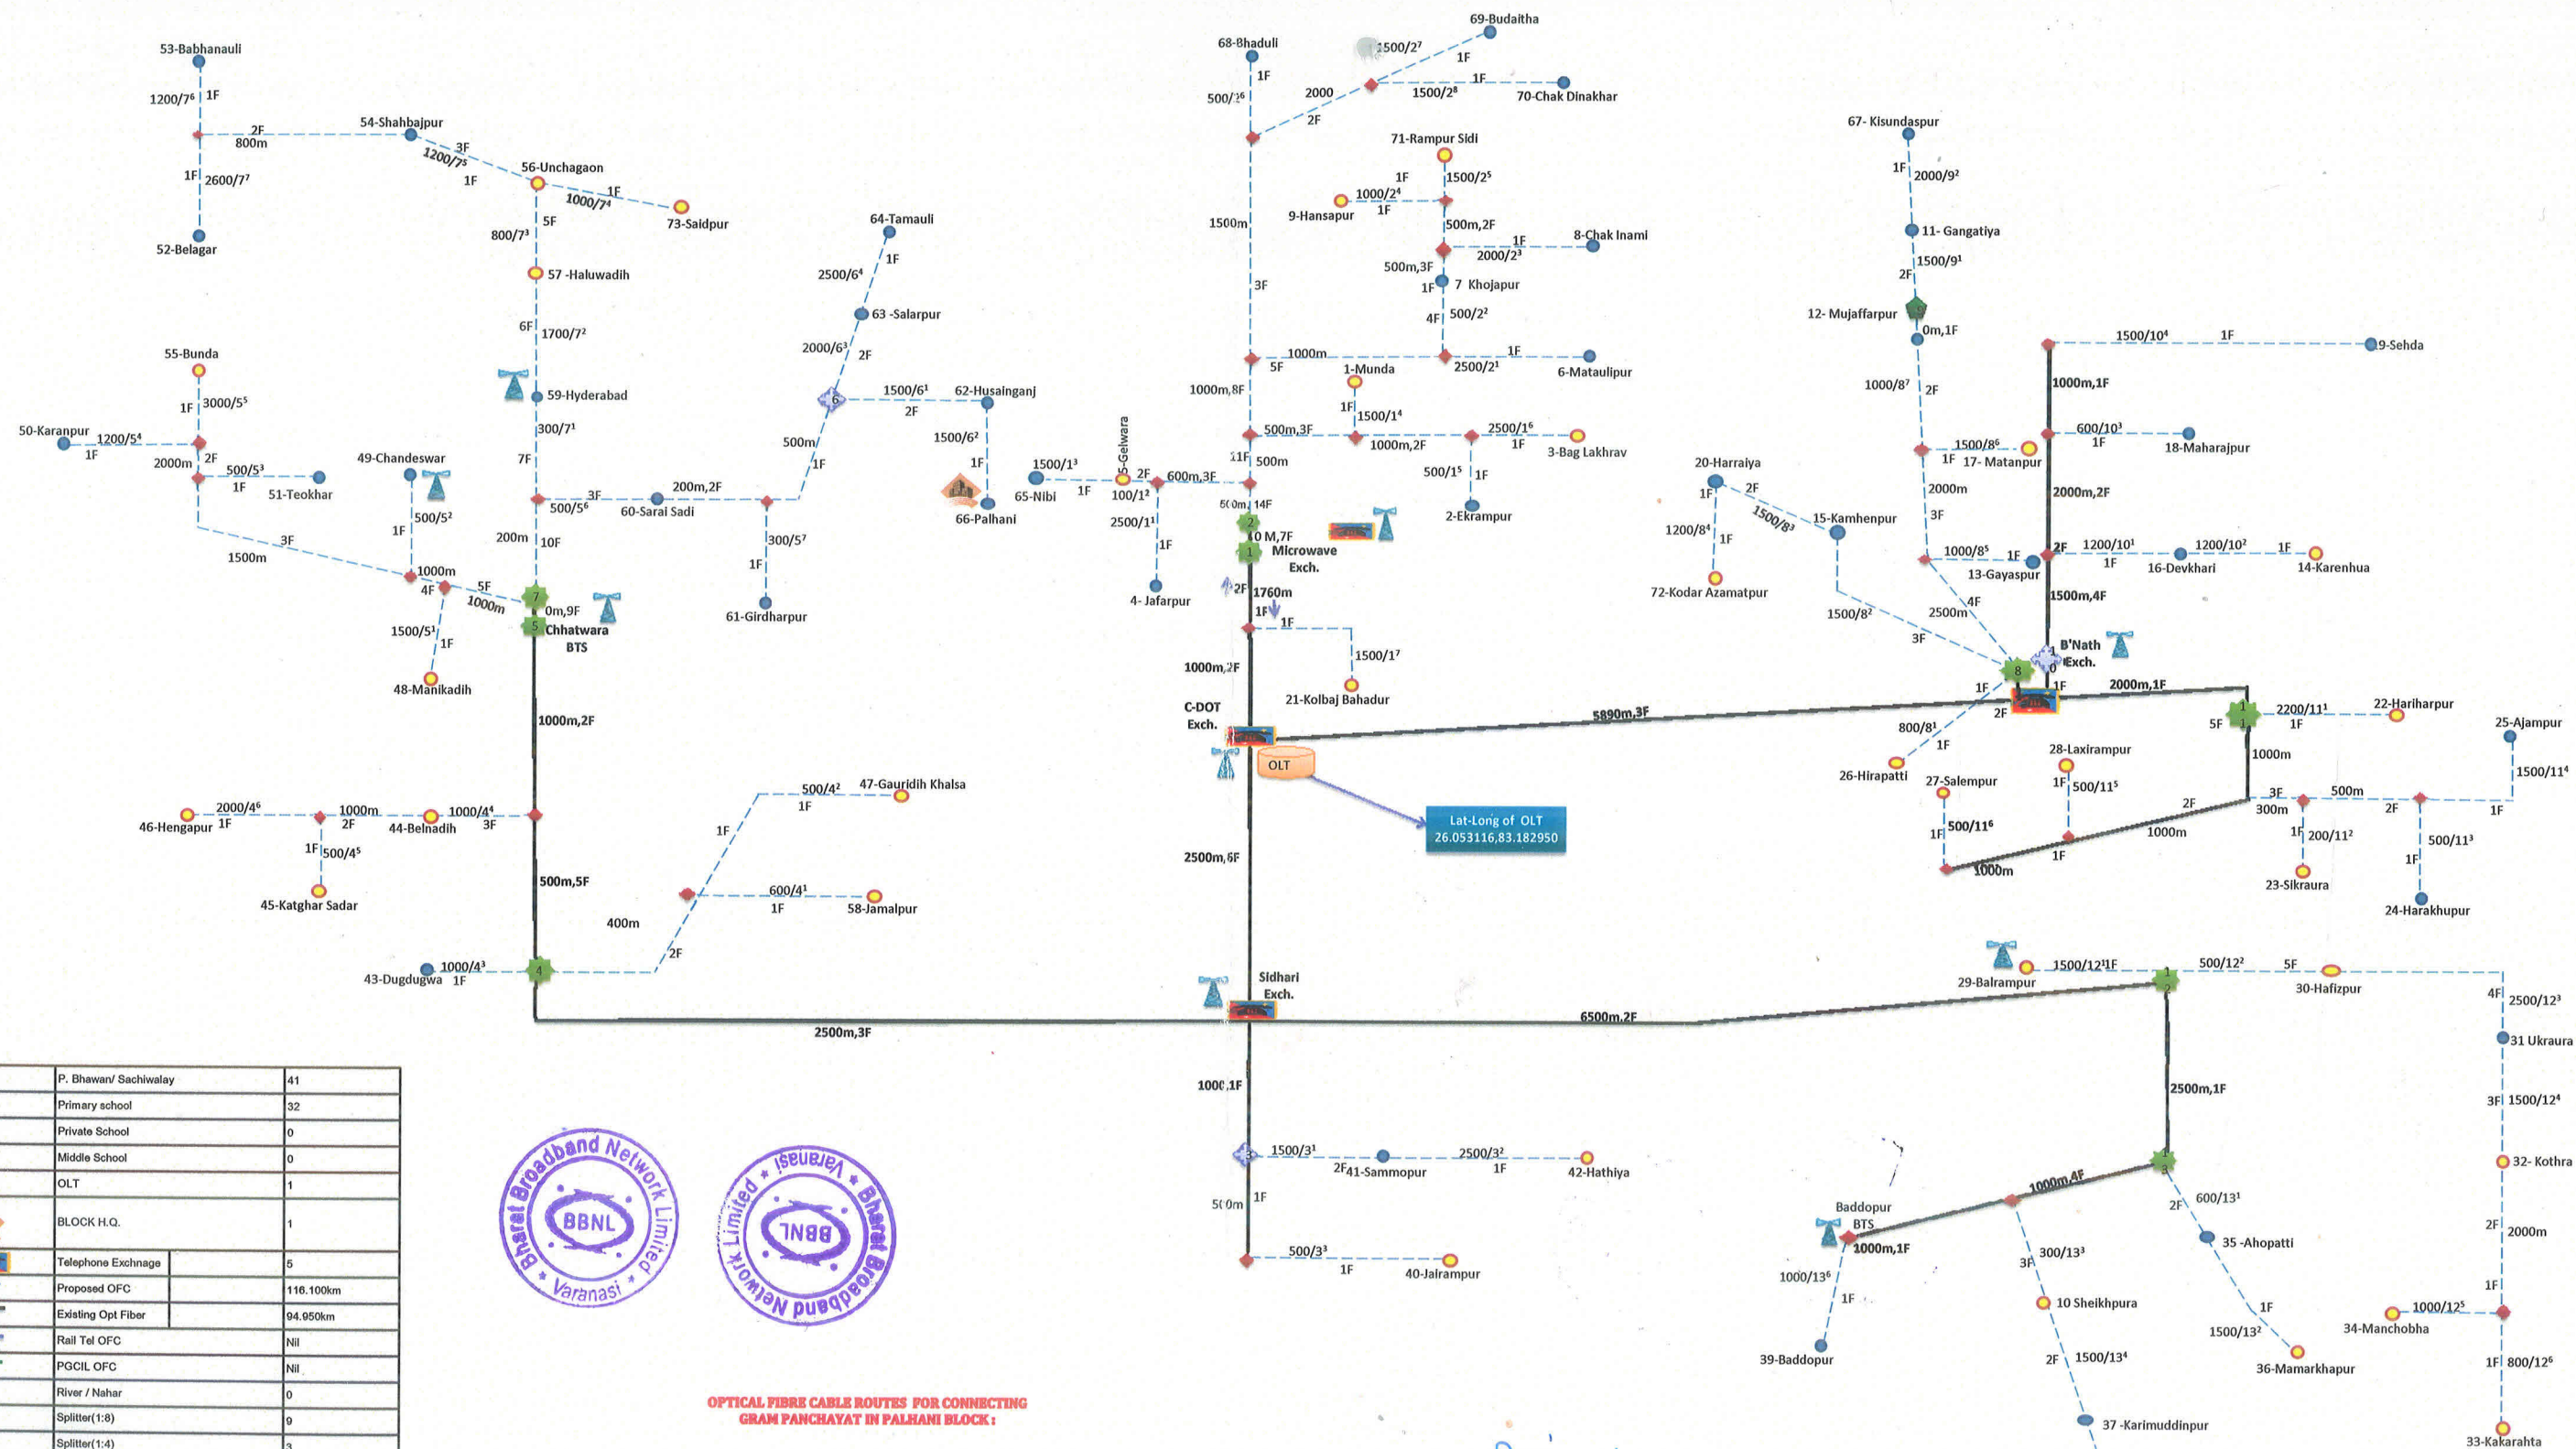 69-Budaitha
68-Bhaduli
1500/2⁷
1F
1F
1F
500/2⁶
2000
2F
1500/2⁸
70-Chak Dinakhar
53-Babhanauli
1200/7⁶
1F
2F
800m
54-Shahbajpur
3F
1200/7⁵
1F
56-Unchagaon
1F
1000/7⁴
73-Saidpur
1F
2600/7⁷
52-Belagar
5F
800/7³
57 -Haluwadih
6F
1700/7²
59-Hyderabad
300/7¹
7F
200m
10F
64-Tamauli
1F
2500/6⁴
63 -Salarpur
2000/6³
2F
6
1500/6¹
2F
62-Husainganj
1500/6²
1F
66-Palhani
500m
1F
3F
500/5⁶
60-Sarai Sadi
200m,2F
300/5⁷
1F
61-Girdharpur
55-Bunda
1F
3000/5⁵
50-Karanpur
1200/5⁴
1F
2000m
2F
500/5³
1F
51-Teokhar
49-Chandeswar
500/5²
1F
3F
1500m
1000m
4F
5F
1000m
1500/5¹
1F
48-Manikadih
7
0m,9F
5
Chhatwara
BTS
71-Rampur Sidi
1F
1500/2⁵
1000/2⁴
9-Hansapur
1F
500m,2F
8-Chak Inami
1F
2000/2³
500m,3F
1F
7 Khojapur
4F
500/2²
1500m
3F
1000m
5F
1F
2500/2¹
6-Mataulipur
1-Munda
1F
1500/1⁴
1000m,8F
500m,3F
1000m,2F
2500/1⁶
1F
3-Bag Lakhrav
500/1⁵
1F
2-Ekrampur
11F
500m
5-Gelwara
1500/1³
65-Nibi
1F
2F
100/1²
600m,3F
2500/1¹
1F
4- Jafarpur
14F
2
1
Microwave
Exch.
2F
1760m
1F
1F
1500/1⁷
21-Kolbaj Bahadur
1000m,2F
C-DOT
Exch.
OLT
Lat-Long of OLT
26.053116,83.182950
5890m,3F
2500m,6F
67- Kisundaspur
1F
2000/9²
11- Gangatiya
1500/9¹
2F
12- Mujaffarpur
0m,1F
1000/8⁷
2F
1500/8⁶
1F
17- Matanpur
2000m
3F
1000/8⁵
1F
13-Gayaspur
4F
2500m
20-Harraiya
1F
2F
1500/8³
1200/8⁴
1F
72-Kodar Azamatpur
15-Kamhenpur
1500/8²
3F
8
1500/10⁴
1F
1000m,1F
600/10³
1F
18-Maharajpur
2000m,2F
2F
1200/10¹
1F
16-Devkhari
1200/10²
1F
14-Karenhua
1500m,4F
B'Nath
Exch.
1F
2F
1F
800/8¹
1F
26-Hirapatti
2000m,1F
5F
2200/11¹
1F
22-Hariharpur
25-Ajampur
1500/11⁴
1F
1000m
28-Laxirampur
1F
500/11⁵
27-Salempur
1F
500/11⁶
1000m
1F
2F
1000m
3F
300m
500m
2F
1F
200/11²
23-Sikraura
500/11³
1F
24-Harakhupur
1000m,2F
2000/4⁶
46-Hengapur
1F
1000m
2F
44-Belnadih
1000/4⁴
3F
1F
500/4⁵
45-Katghar Sadar
500m,5F
500/4²
1F
47-Gauridih Khalsa
1F
600/4¹
1F
58-Jamalpur
400m
2F
43-Dugdugwa
1000/4³
1F
4
Sidhari
Exch.
2500m,3F
6500m,2F
29-Balrampur
1500/12¹
1F
500/12²
5F
30-Hafizpur
4F
2500/12³
31 Ukraura
3F
1500/12⁴
32- Kothra
2F
2000m
1F
1000/12⁵
34-Manchobha
1F
800/12⁶
33-Kakarahta
2500m,1F
1000m,4F
Baddopur
BTS
1000m,1F
1000/13⁶
1F
39-Baddopur
300/13³
3F
10 Sheikhpura
2F
1500/13⁴
37 -Karimuddinpur
2F
600/13¹
35 -Ahopatti
1F
1500/13²
36-Mamarkhapur
3
1500/3¹
2F
41-Sammopur
2500/3²
1F
42-Hathiya
1F
500/3³
1F
40-Jairampur
P. Bhawan/ Sachiwalay 41
Primary school 32
Private School 0
Middle School 0
OLT 1
BLOCK H.Q. 1
Telephone Exchnage 5
Proposed OFC 116.100km
Existing Opt Fiber 94.950km
Rail Tel OFC Nil
PGCIL OFC Nil
River / Nahar 0
Splitter(1:8) 9
Splitter(1:4) 3
Bharat Broadband Network Limited
BBNL
Varanasi
Bharat Broadband Network Limited
BBNL
Varanasi
OPTICAL FIBRE CABLE ROUTES FOR CONNECTING
GRAM PANCHAYAT IN PALHANI BLOCK :